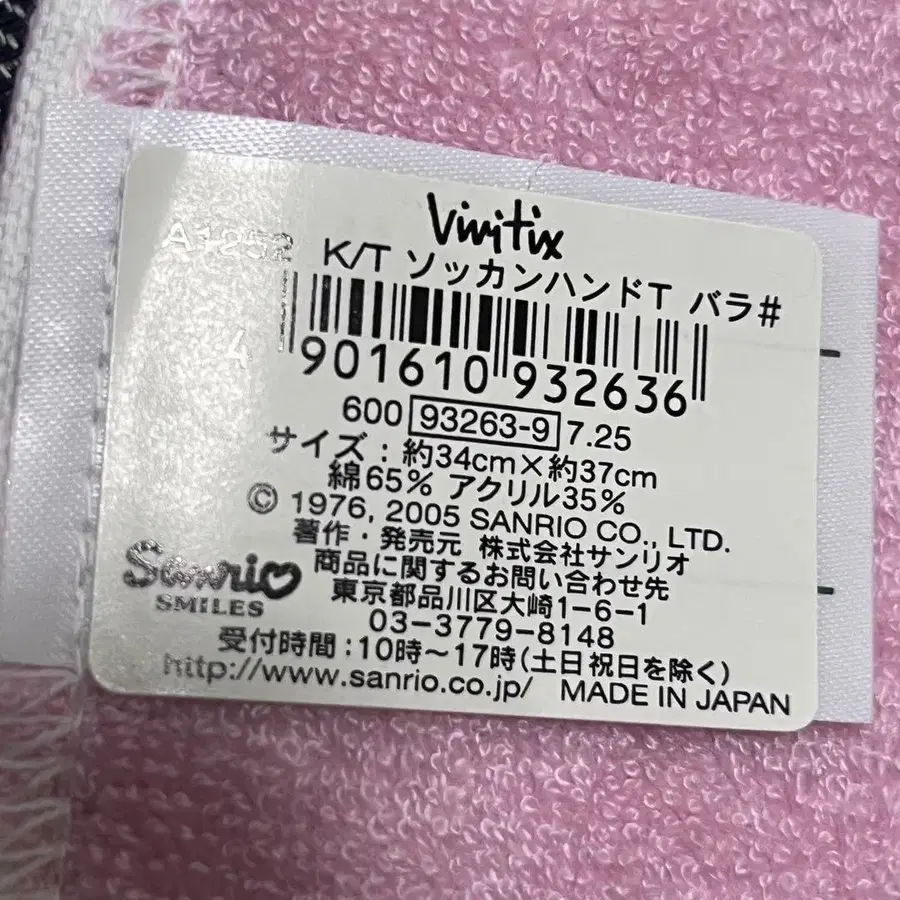 Vivitix
A1252
K/T ソッカンハンドT バラ#
4
901610 932636
600 93263-9 7.25
サイズ：約34cm×約37cm
綿65% アクリル35%
© 1976, 2005 SANRIO CO., LTD.
著作・発売元 株式会社サンリオ
Sanrio
SMILES
商品に関するお問い合わせ先
東京都品川区大崎1-6-1
03-3779-8148
受付時間：10時〜17時(土日祝日を除く)
http://www.sanrio.co.jp/ MADE IN JAPAN